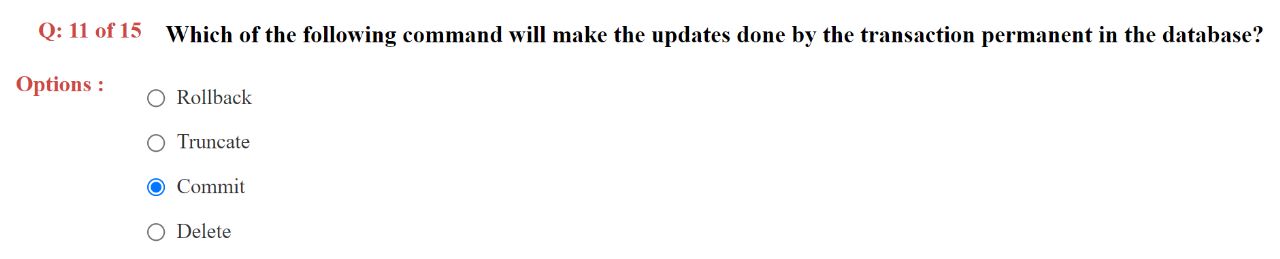 Q: 11 of 15 Which of the following command will make the updates done by the transaction permanent in the database?
Options :
Rollback
Truncate
Commit
Delete